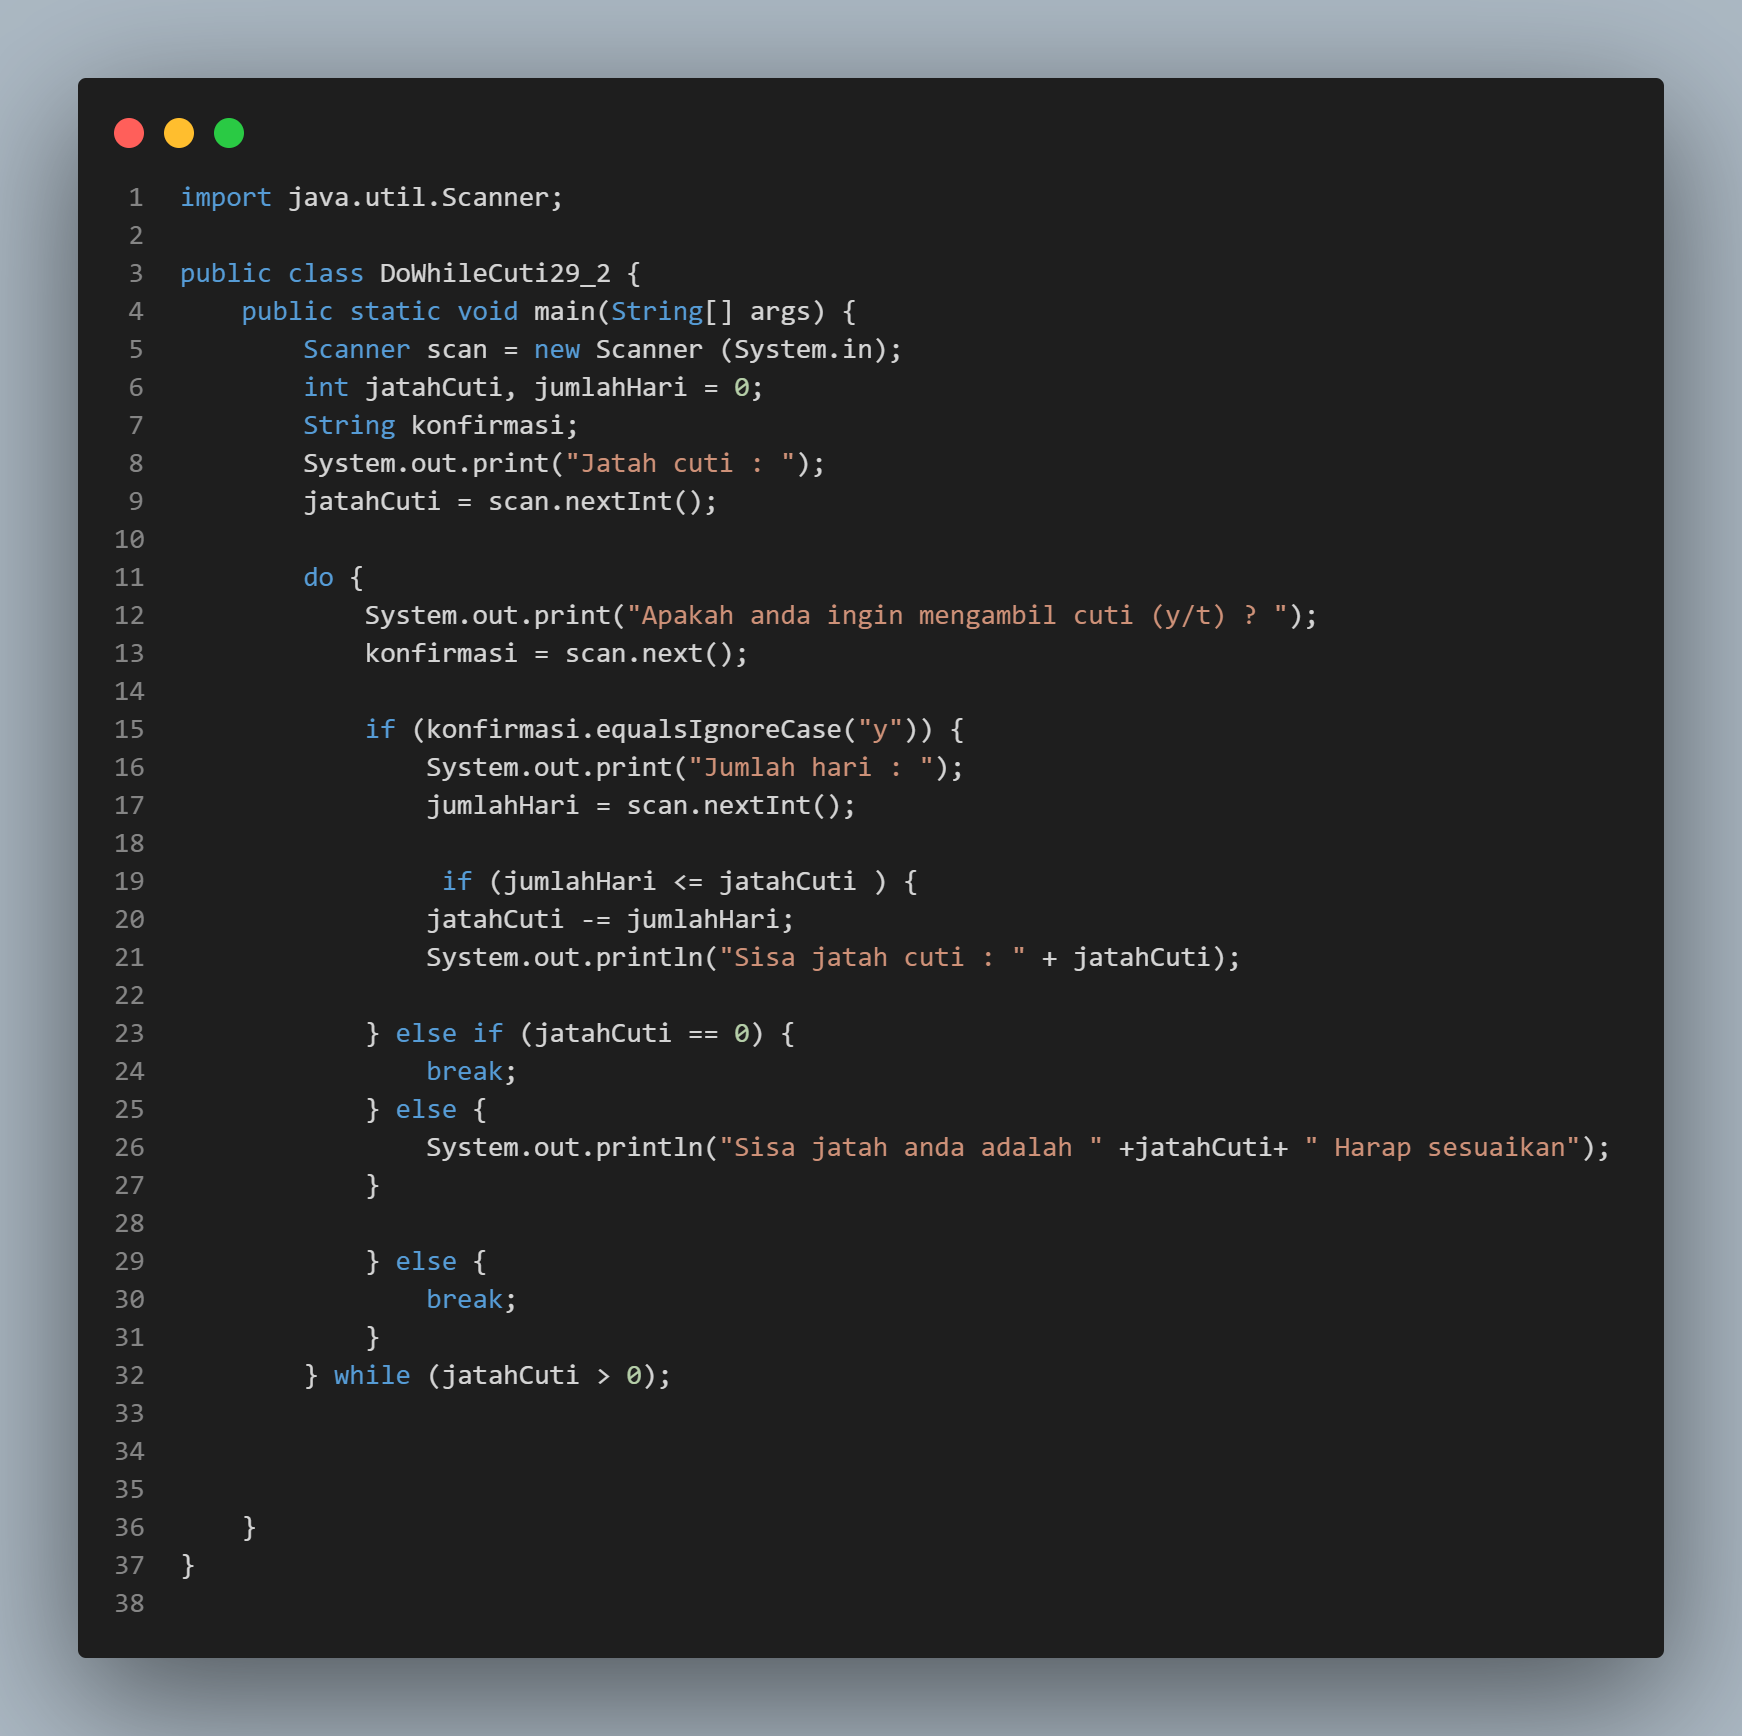 1 import java.util.Scanner;
2
3 public class DoWhileCuti29_2 {
4     public static void main(String[] args) {
5         Scanner scan = new Scanner (System.in);
6         int jatahCuti, jumlahHari = 0;
7         String konfirmasi;
8         System.out.print("Jatah cuti : ");
9         jatahCuti = scan.nextInt();
10
11         do {
12             System.out.print("Apakah anda ingin mengambil cuti (y/t) ? ");
13             konfirmasi = scan.next();
14
15             if (konfirmasi.equalsIgnoreCase("y")) {
16                 System.out.print("Jumlah hari : ");
17                 jumlahHari = scan.nextInt();
18
19                  if (jumlahHari <= jatahCuti ) {
20                 jatahCuti -= jumlahHari;
21                 System.out.println("Sisa jatah cuti : " + jatahCuti);
22
23             } else if (jatahCuti == 0) {
24                 break;
25             } else {
26                 System.out.println("Sisa jatah anda adalah " +jatahCuti+ " Harap sesuaikan");
27             }
28
29             } else {
30                 break;
31             }
32         } while (jatahCuti > 0);
33
34
35
36     }
37 }
38